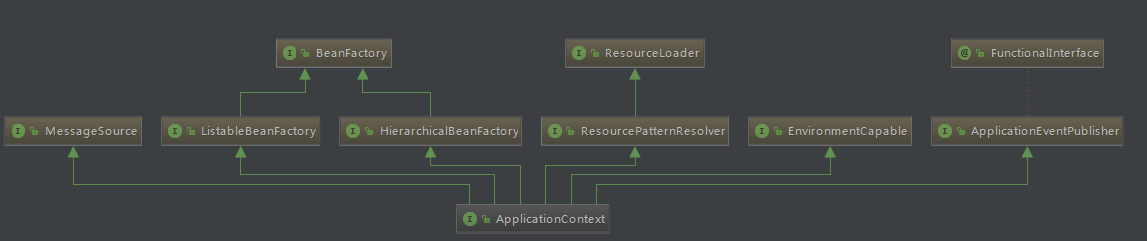 BeanFactory
ResourceLoader
FunctionalInterface
MessageSource
ListableBeanFactory
HierarchicalBeanFactory
ResourcePatternResolver
EnvironmentCapable
ApplicationEventPublisher
ApplicationContext